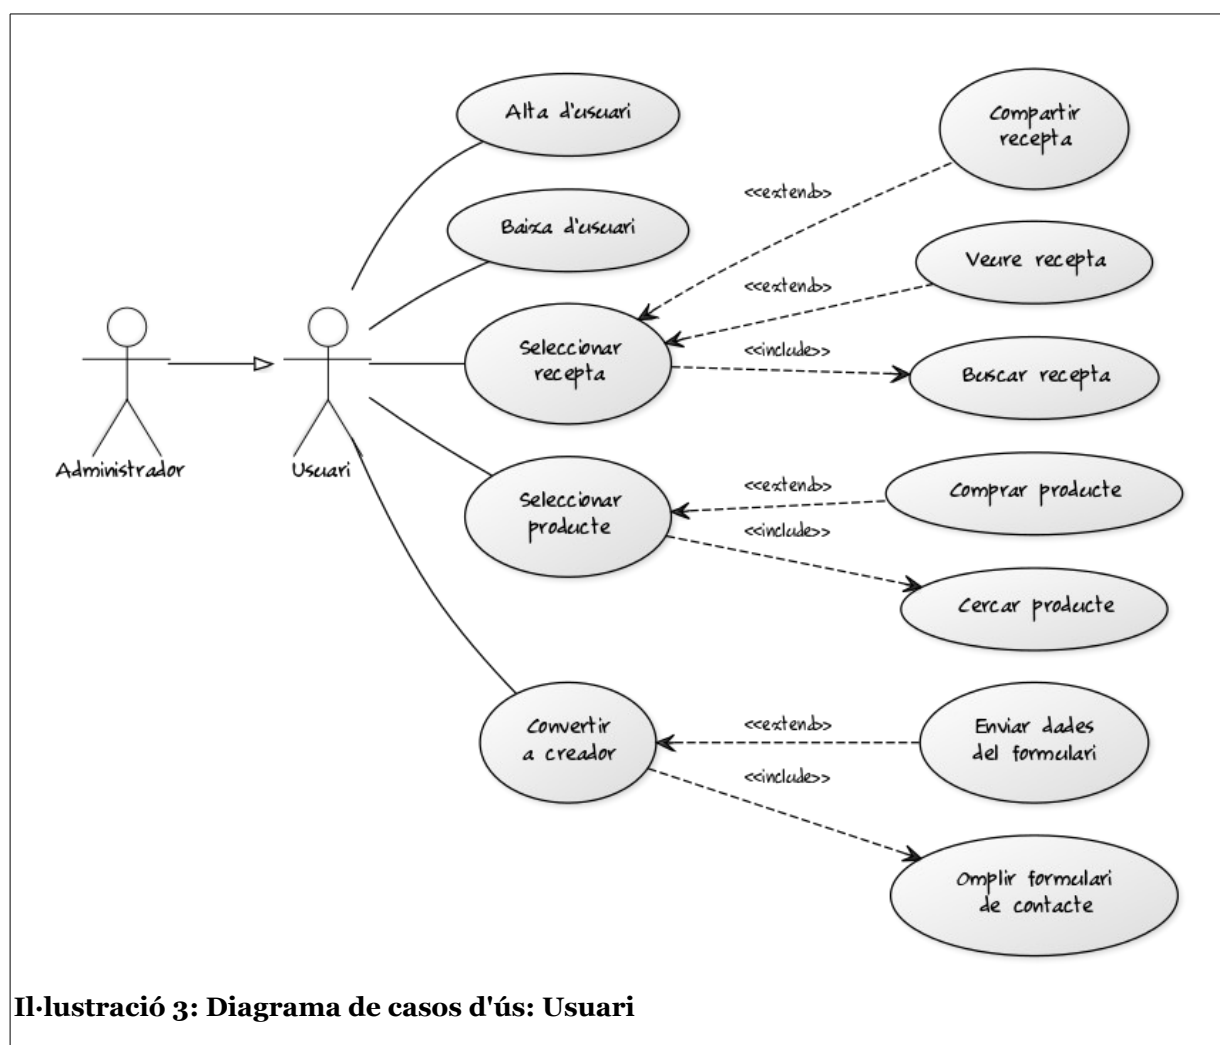 Alta d'usuari
Compartir
recepta
<<extend>>
Baixa d'usuari
Veure recepta
<<extend>>
Seleccionar
recepta
<<include>>
Buscar recepta
Administrador
Usuari
Seleccionar
producte
<<extend>>
Comprar producte
<<include>>
Cercar producte
Convertir
a creador
<<extend>>
Enviar dades
del formulari
<<include>>
Omplir formulari
de contacte
Il·lustració 3: Diagrama de casos d'ús: Usuari